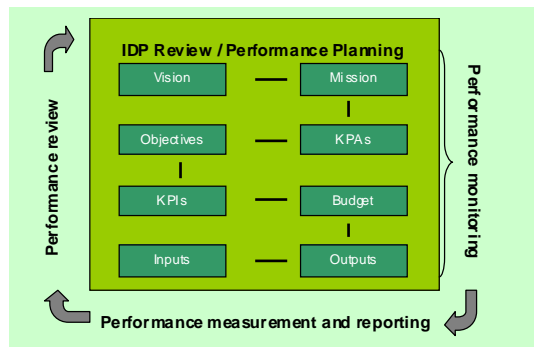 IDP Review / Performance Planning
Vision
Mission
Objectives
KPAs
KPIs
Budget
Inputs
Outputs
Performance review
Performance monitoring
Performance measurement and reporting